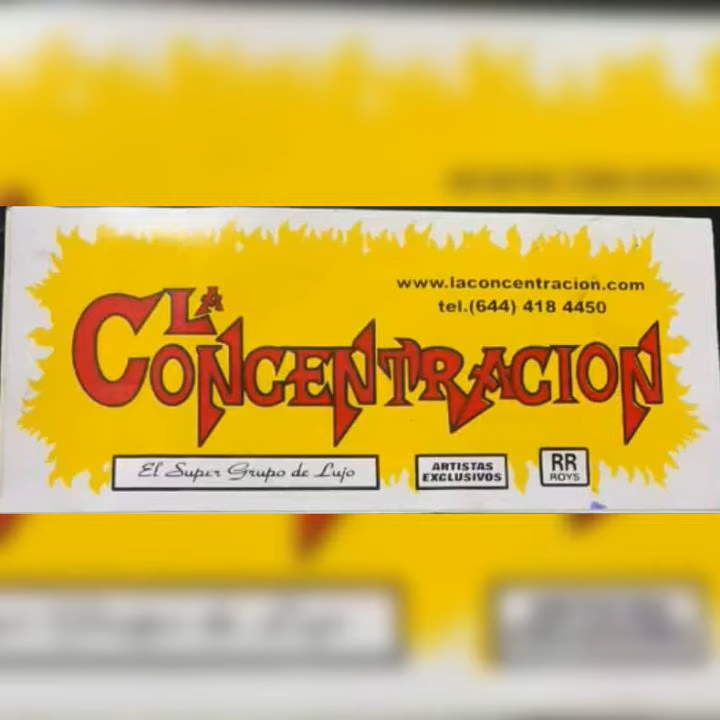 www.laconcentracion.com
tel.(644) 418 4450
LA
CONCENTRACION
El Super Grupo de Lujo
ARTISTAS
EXCLUSIVOS
RR
ROYS